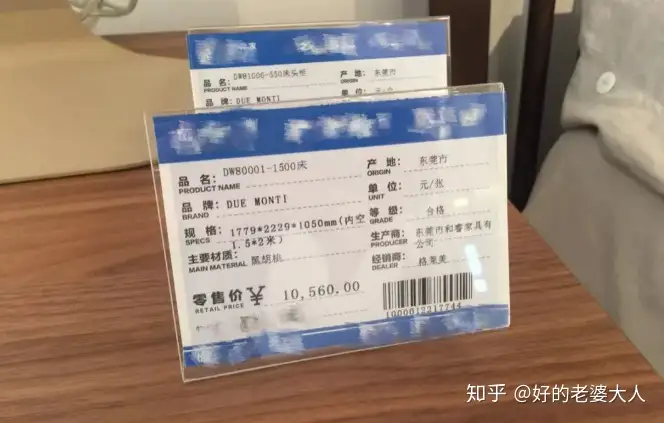 品 名: DW81006-550床头柜
PRODUCT NAME
产 地: 东莞市
ORIGIN
品 牌: DUE MONTI
单 位:
品 名: DW80001-1500床
PRODUCT NAME
产 地: 东莞市
ORIGIN
品 牌: DUE MONTI
BRAND
单 位: 元/张
UNIT
规 格: 1779*2229*1050mm(内空
SPECS 1.5*2米)
等 级: 合格
GRADE
主要材质: 黑胡桃
MAIN MATERIAL
生产商: 东莞市和睿家具有
PRODUCER 公司
经销商: 格莱美
DEALER
零售价 ¥ 10,560.00
RETAIL PRICE
1000012217744
知乎 @好的老婆大人